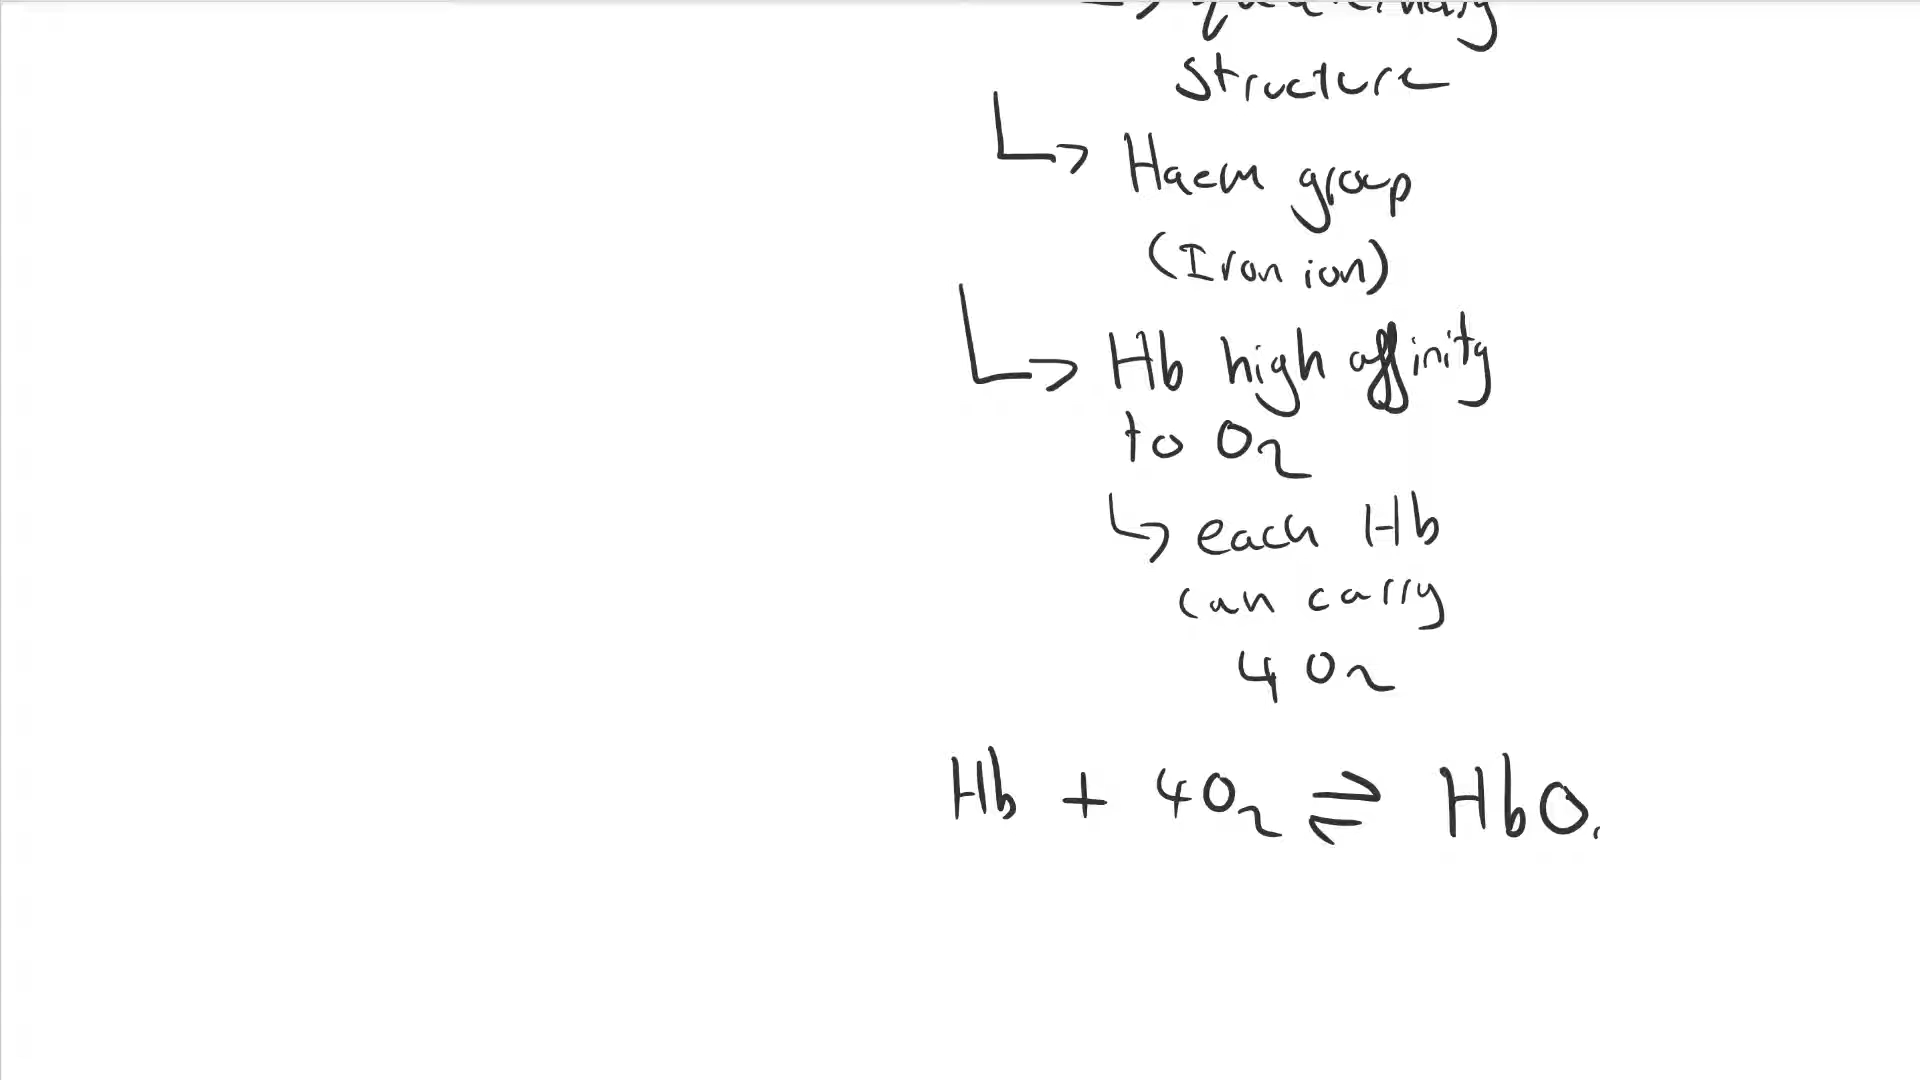 ↳ quaternary
structure
↳ Haem group
(Iron ion)
↳ Hb high affinity
to O₂
↳ each Hb
can carry
4 O₂
Hb + 4O₂ ⇌ HbO